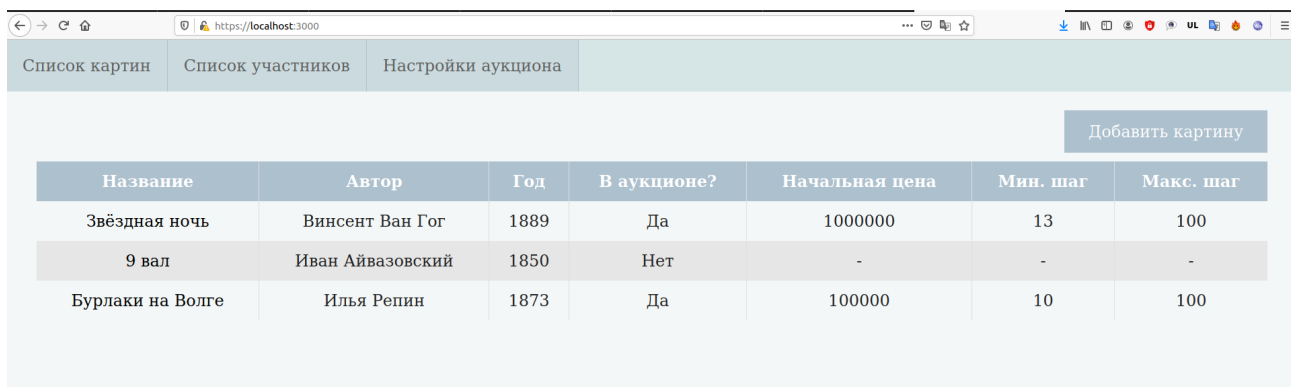 https://localhost:3000
UL
Список картин Список участников Настройки аукциона
Добавить картину
Название Автор Год В аукционе? Начальная цена Мин. шаг Макс. шаг
Звёздная ночь Винсент Ван Гог 1889 Да 1000000 13 100
9 вал Иван Айвазовский 1850 Нет - - -
Бурлаки на Волге Илья Репин 1873 Да 100000 10 100